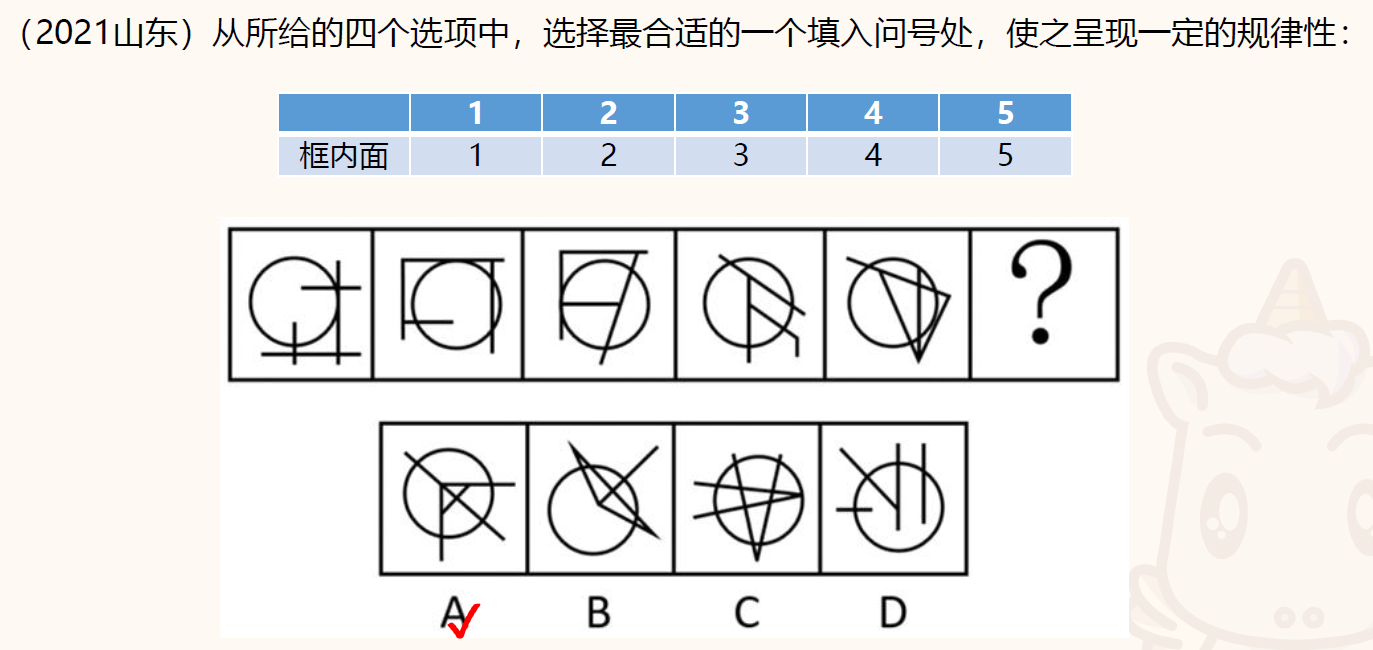 （2021山东）从所给的四个选项中，选择最合适的一个填入问号处，使之呈现一定的规律性：
1 2 3 4 5
框内面 1 2 3 4 5
?
A B C D